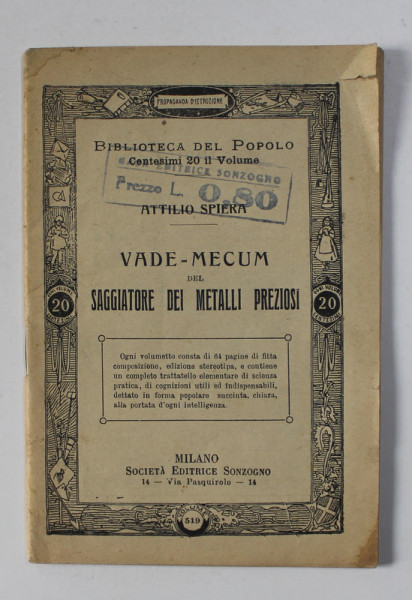 PROPAGANDA D'ISTRUZIONE
BIBLIOTECA DEL POPOLO
Centesimi 20 il Volume
EDITRICE SONZOGNO
Prezzo L. 0,80
ATTILIO SPIERA
VADE-MECUM
DEL
SAGGIATORE DEI METALLI PREZIOSI
20
20
Ogni volumetto consta di 64 pagine di fitta
composizione, edizione stereotipa, e contiene
un completo trattatello elementare di scienza
pratica, di cognizioni utili ed indispensabili,
dettato in forma popolare succinta, chiara,
alla portata d'ogni intelligenza.
MILANO
SOCIETÀ EDITRICE SONZOGNO
14 — Via Pasquirolo — 14
519